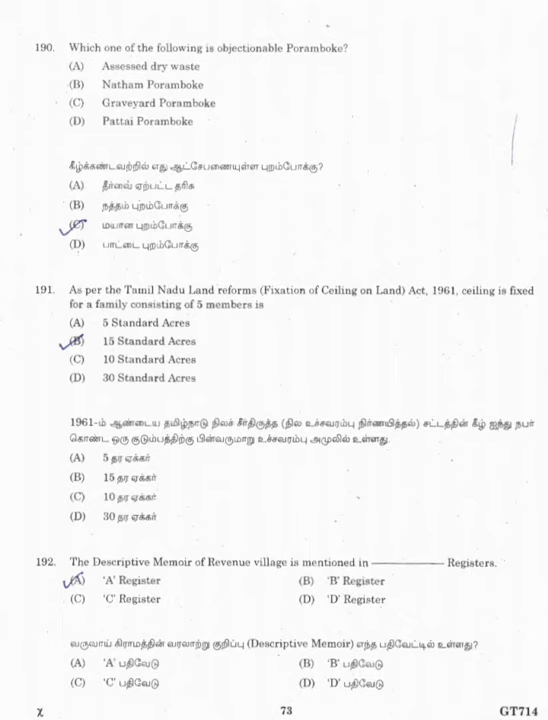 190. Which one of the following is objectionable Poramboke?
(A) Assessed dry waste
(B) Natham Poramboke
(C) Graveyard Poramboke
(D) Pattai Poramboke
கீழ்க்கண்டவற்றில் எது ஆட்சேபணையுள்ள புறம்போக்கு?
(A) தீர்வை ஏற்பட்ட தரிசு
(B) நத்தம் புறம்போக்கு
(C) மயான புறம்போக்கு
(D) பாட்டை புறம்போக்கு
191. As per the Tamil Nadu Land reforms (Fixation of Ceiling on Land) Act, 1961, ceiling is fixed
for a family consisting of 5 members is
(A) 5 Standard Acres
(B) 15 Standard Acres
(C) 10 Standard Acres
(D) 30 Standard Acres
1961-ம் ஆண்டைய தமிழ்நாடு நிலச் சீர்திருத்த (நில உச்சவரம்பு நிர்ணயித்தல்) சட்டத்தின் கீழ் ஐந்து நபர்
கொண்ட ஒரு குடும்பத்திற்கு பின்வருமாறு உச்சவரம்பு அமுலில் உள்ளது.
(A) 5 தர ஏக்கர்
(B) 15 தர ஏக்கர்
(C) 10 தர ஏக்கர்
(D) 30 தர ஏக்கர்
192. The Descriptive Memoir of Revenue village is mentioned in ———— Registers.
(A) 'A' Register (B) 'B' Register
(C) 'C' Register (D) 'D' Register
வருவாய் கிராமத்தின் வரலாற்று குறிப்பு (Descriptive Memoir) எந்த பதிவேட்டில் உள்ளது?
(A) 'A' பதிவேடு (B) 'B' பதிவேடு
(C) 'C' பதிவேடு (D) 'D' பதிவேடு
χ 73 GT714